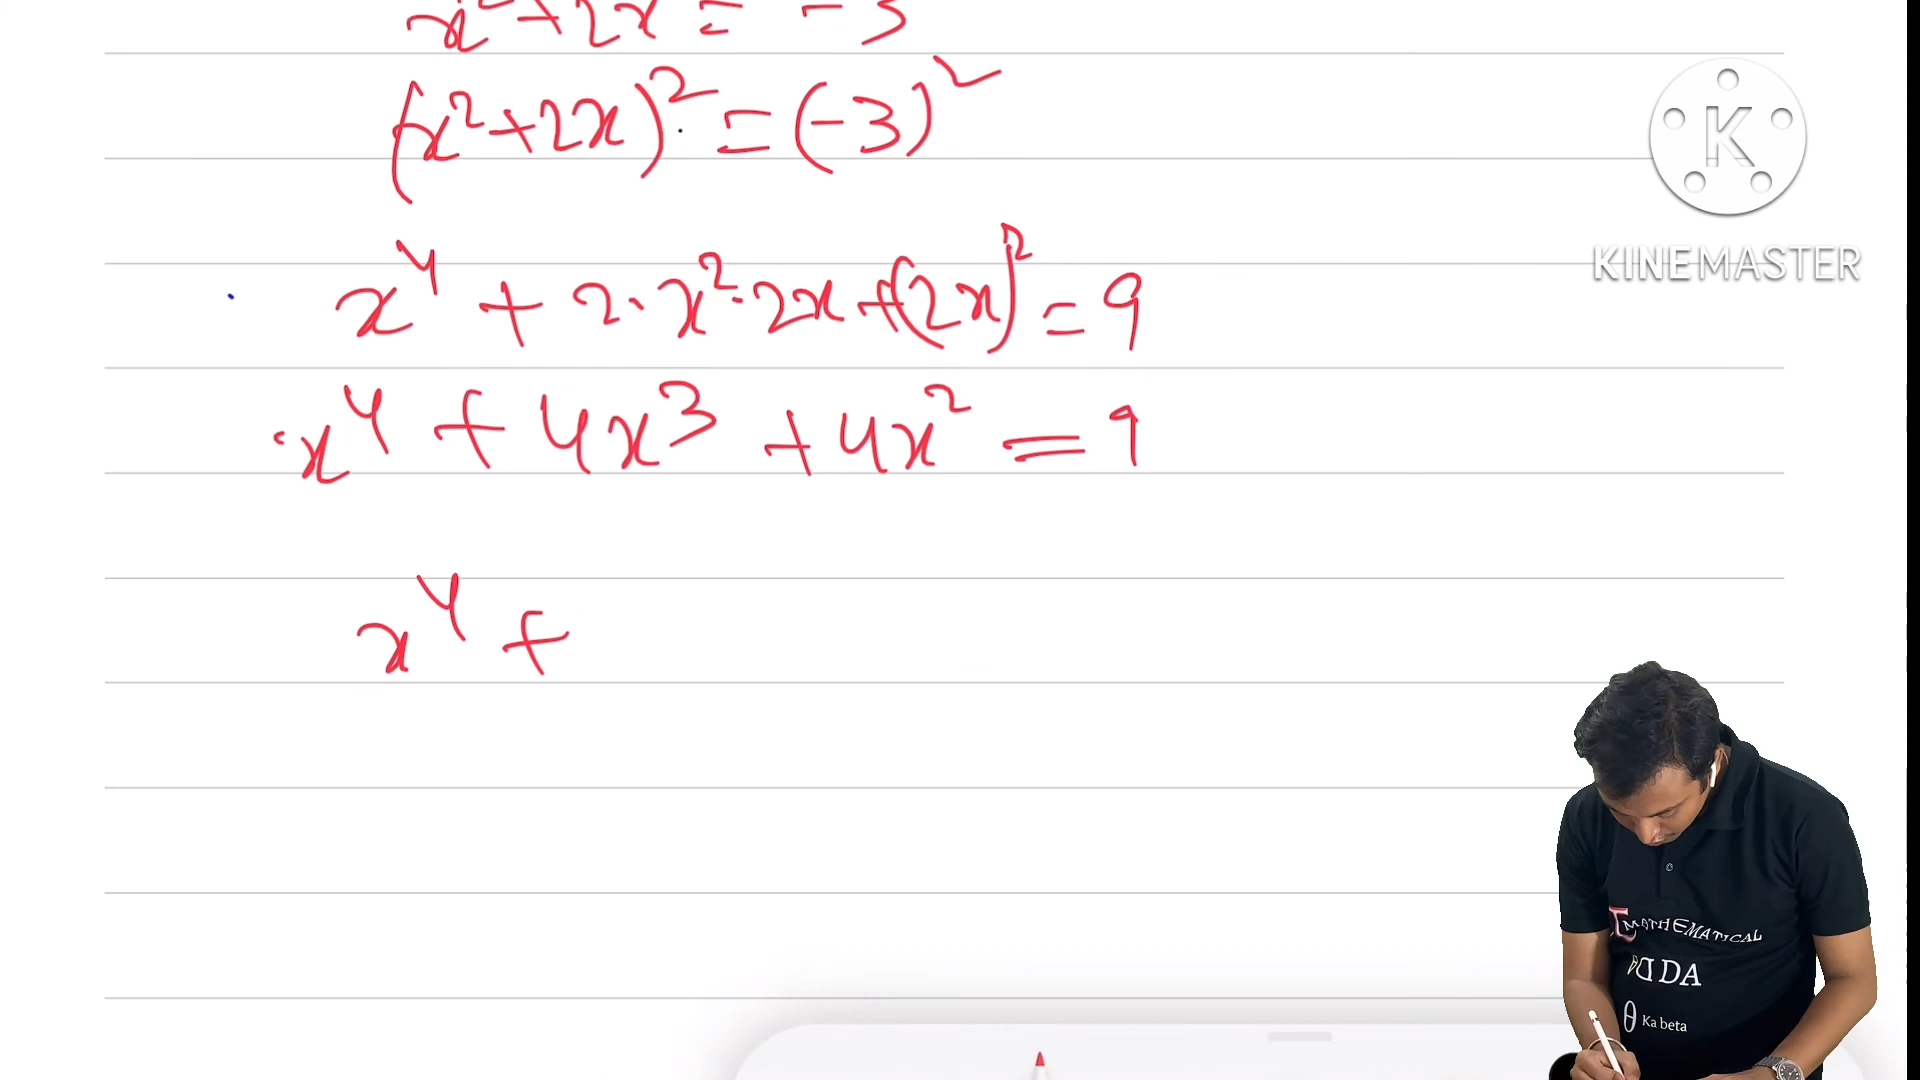 x²+2x = -3
(x²+2x)² = (-3)²
x⁴ + 2·x²·2x + (2x)² = 9
x⁴ + 4x³ + 4x² = 9
x⁴ +
K
KINEMASTER
MATHEMATICAL
DA
θ Ka beta